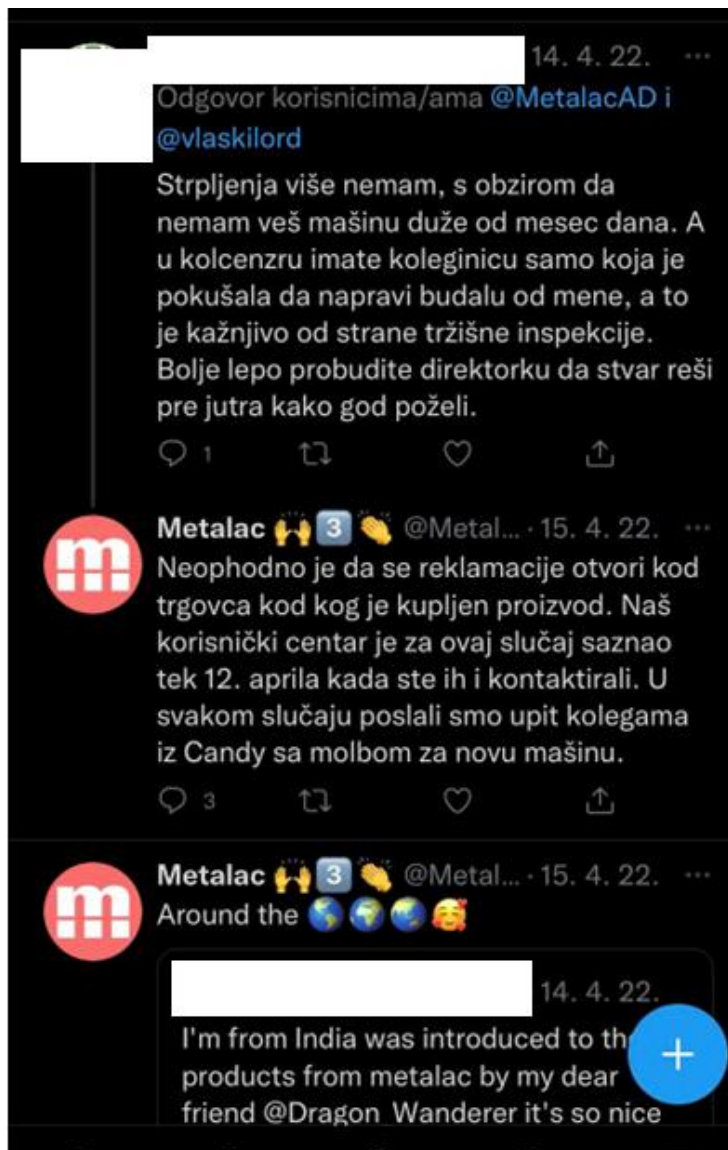 14. 4. 22.
Odgovor korisnicima/ama @MetalacAD i
@vlaskilord
Strpljenja više nemam, s obzirom da
nemam veš mašinu duže od mesec dana. A
u kolcenzru imate koleginicu samo koja je
pokušala da napravi budalu od mene, a to
je kažnjivo od strane tržišne inspekcije.
Bolje lepo probudite direktorku da stvar reši
pre jutra kako god poželi.
1
Metalac 🙌 3️⃣ 👏 @Metal... · 15. 4. 22.
Neophodno je da se reklamacije otvori kod
trgovca kod kog je kupljen proizvod. Naš
korisnički centar je za ovaj slučaj saznao
tek 12. aprila kada ste ih i kontaktirali. U
svakom slučaju poslali smo upit kolegama
iz Candy sa molbom za novu mašinu.
3
Metalac 🙌 3️⃣ 👏 @Metal... · 15. 4. 22.
Around the 🌎 🌍 🌏 🥰
14. 4. 22.
I'm from India was introduced to
products from metalac by my dear
friend @Dragon_Wanderer it's so nice